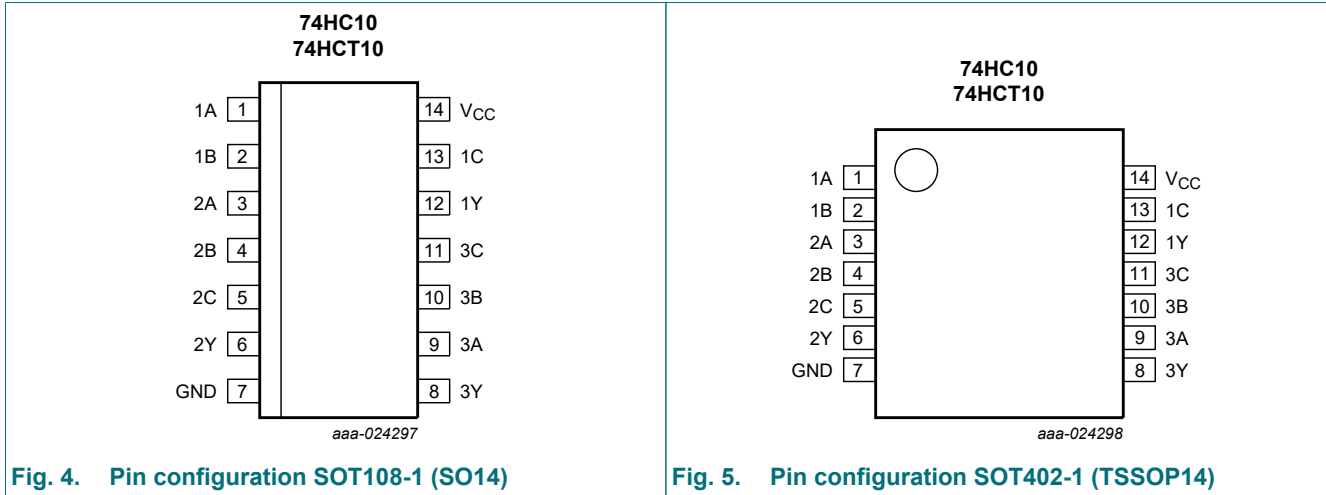 74HC10
74HCT10
1A 1 14 VCC
1B 2 13 1C
2A 3 12 1Y
2B 4 11 3C
2C 5 10 3B
2Y 6 9 3A
GND 7 8 3Y
aaa-024297
Fig. 4. Pin configuration SOT108-1 (SO14)
74HC10
74HCT10
1A 1 14 VCC
1B 2 13 1C
2A 3 12 1Y
2B 4 11 3C
2C 5 10 3B
2Y 6 9 3A
GND 7 8 3Y
aaa-024298
Fig. 5. Pin configuration SOT402-1 (TSSOP14)